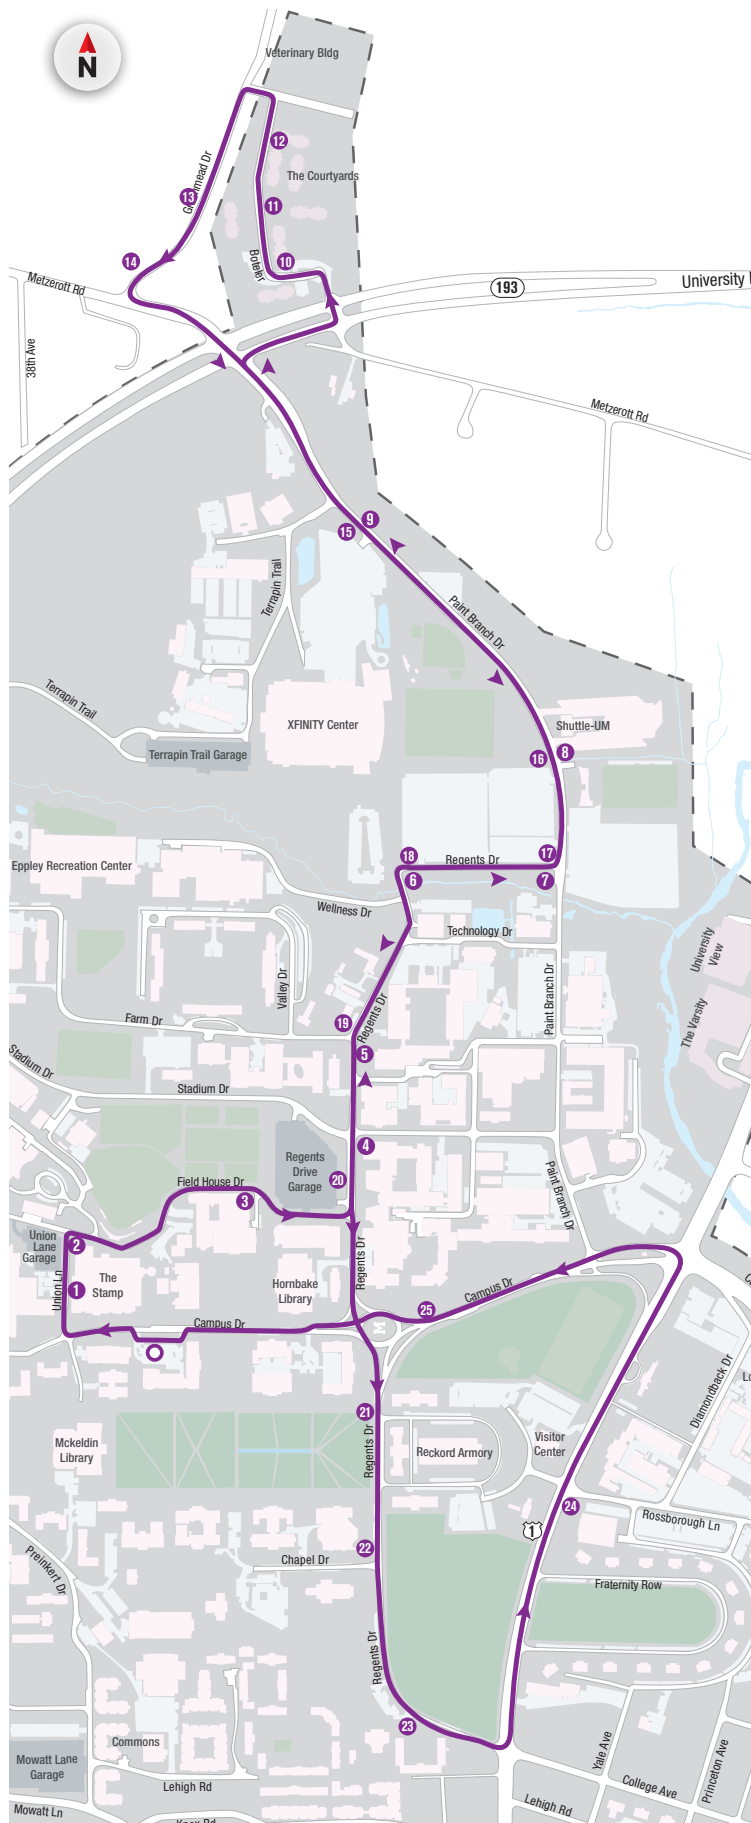 N
Veterinary Bldg
12
The Courtyards
13
Greenmead Dr
11
14
10
Boteler
Metzerott Rd
193
University
38th Ave
Metzerott Rd
9
15
Terrapin Trail
Paint Branch Dr
Terrapin Trail
XFINITY Center
Shuttle-UM
Terrapin Trail Garage
8
16
18
Regents Dr
17
Eppley Recreation Center
6
7
Wellness Dr
Technology Dr
University
View
Valley Dr
Paint Branch Dr
The Varsity
Farm Dr
19
Regents Dr
5
Stadium Dr
Stadium Dr
4
Regents
Drive
Garage
20
Field House Dr
3
Paint Branch Dr
Union
Lane
Garage
2
Union Ln
1
The
Stamp
Hornbake
Library
Regents Dr
Campus Dr
Campus Dr
25
M
21
Diamondback Dr
Mckeldin
Library
Regents Dr
Reckord Armory
Visitor
Center
24
1
Rossborough Ln
22
Chapel Dr
Preinkert Dr
Fraternity Row
Regents Dr
23
Commons
Mowatt Lane
Garage
Lehigh Rd
Yale Ave
College Ave
Princeton Ave
Mowatt Ln
Lehigh Rd
Knox Rd